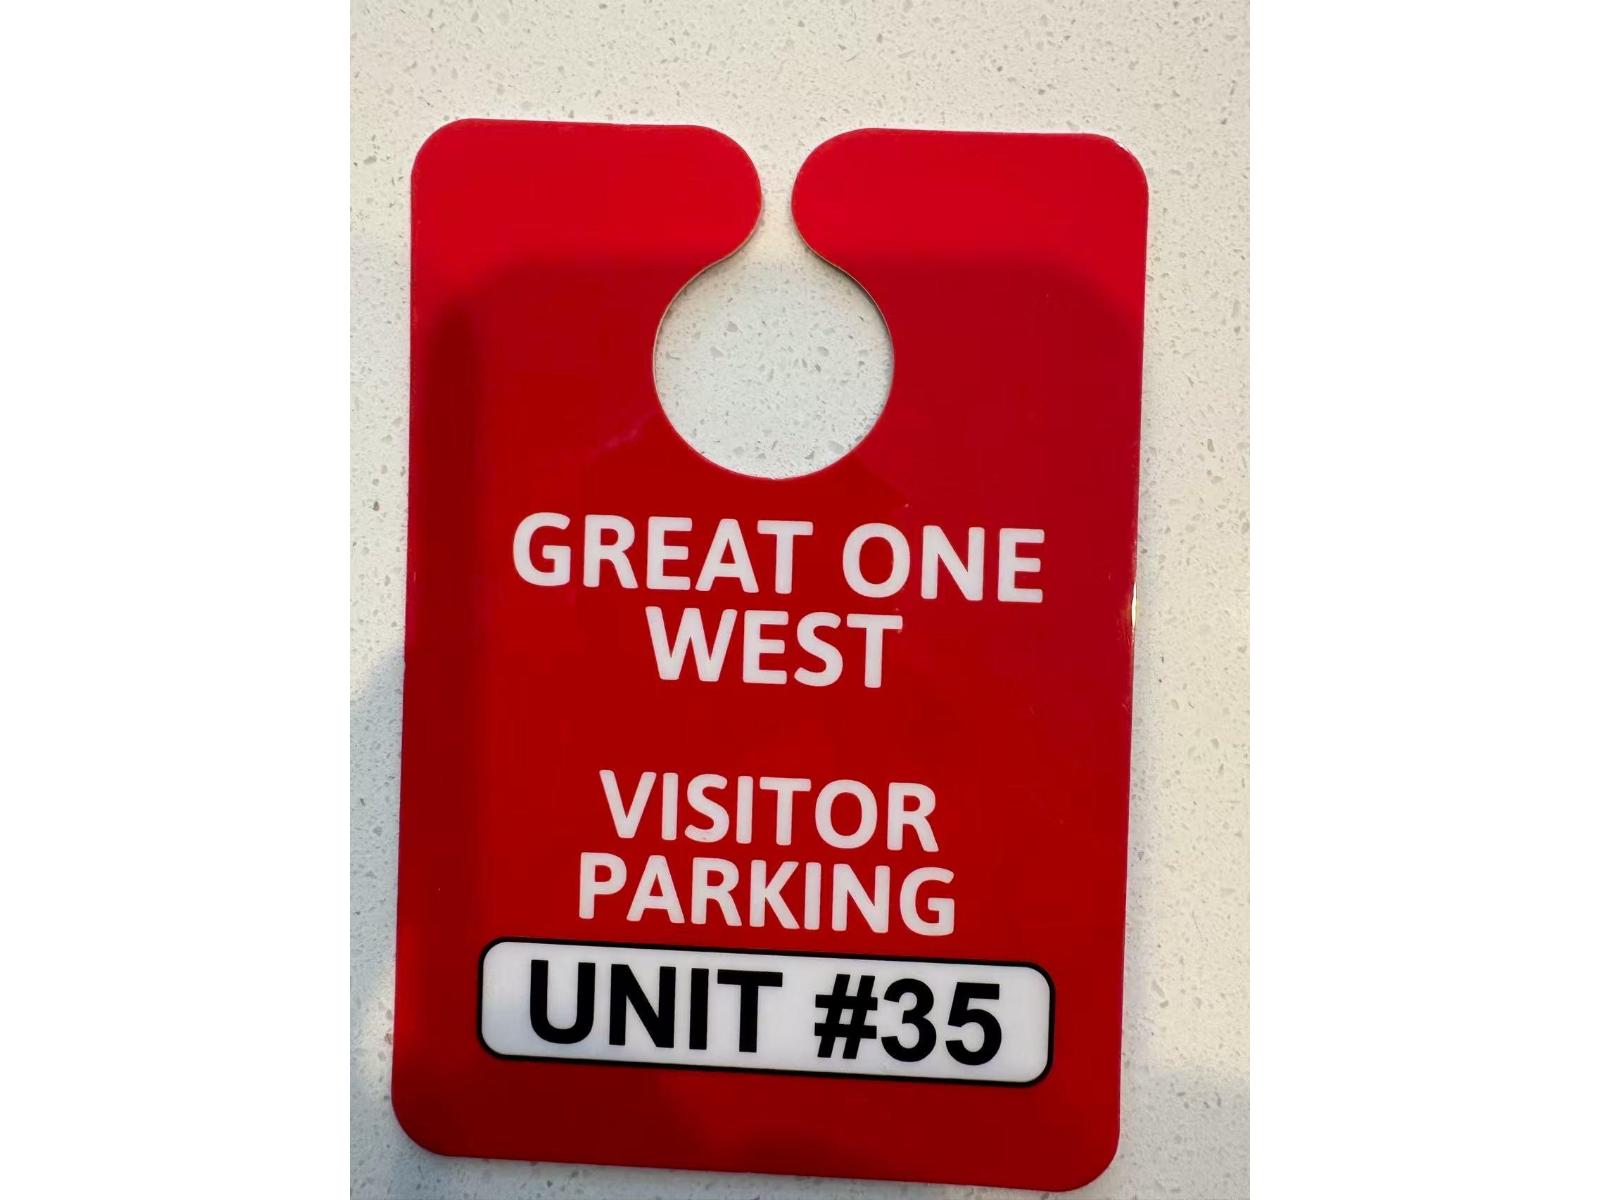 GREAT ONE
WEST
VISITOR
PARKING
UNIT #35